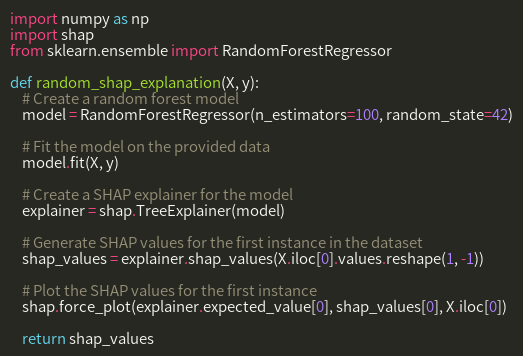 import numpy as np
import shap
from sklearn.ensemble import RandomForestRegressor

def random_shap_explanation(X, y):
    # Create a random forest model
    model = RandomForestRegressor(n_estimators=100, random_state=42)

    # Fit the model on the provided data
    model.fit(X, y)

    # Create a SHAP explainer for the model
    explainer = shap.TreeExplainer(model)

    # Generate SHAP values for the first instance in the dataset
    shap_values = explainer.shap_values(X.iloc[0].values.reshape(1, -1))

    # Plot the SHAP values for the first instance
    shap.force_plot(explainer.expected_value[0], shap_values[0], X.iloc[0])

    return shap_values